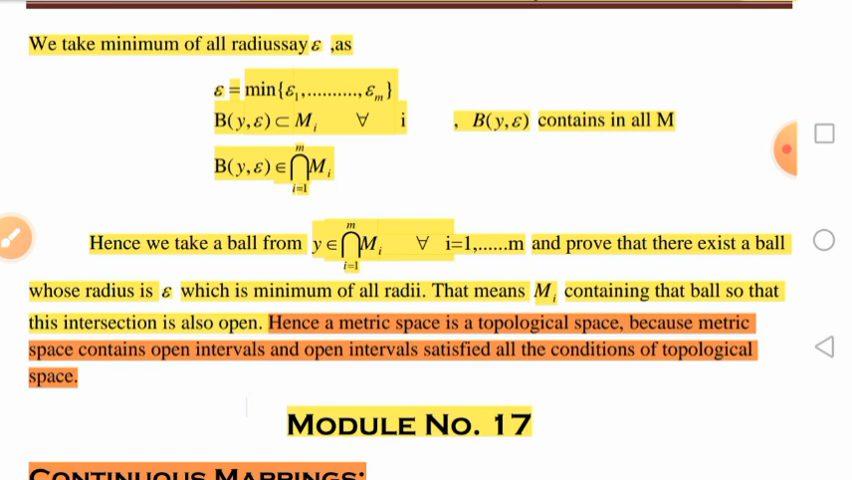 We take minimum of all radiussay ε ,as
ε = min{ε₁,..........,εₘ}
B(y,ε) ⊂ Mᵢ ∀ i , B(y,ε) contains in all M
B(y,ε) ∈ ⋂ᵢ₌₁ᵐ Mᵢ
Hence we take a ball from y ∈ ⋂ᵢ₌₁ᵐ Mᵢ ∀ i=1,......m and prove that there exist a ball
whose radius is ε which is minimum of all radii. That means Mᵢ containing that ball so that
this intersection is also open. Hence a metric space is a topological space, because metric
space contains open intervals and open intervals satisfied all the conditions of topological
space.
MODULE NO. 17
CONTINUOUS MAPPINGS: